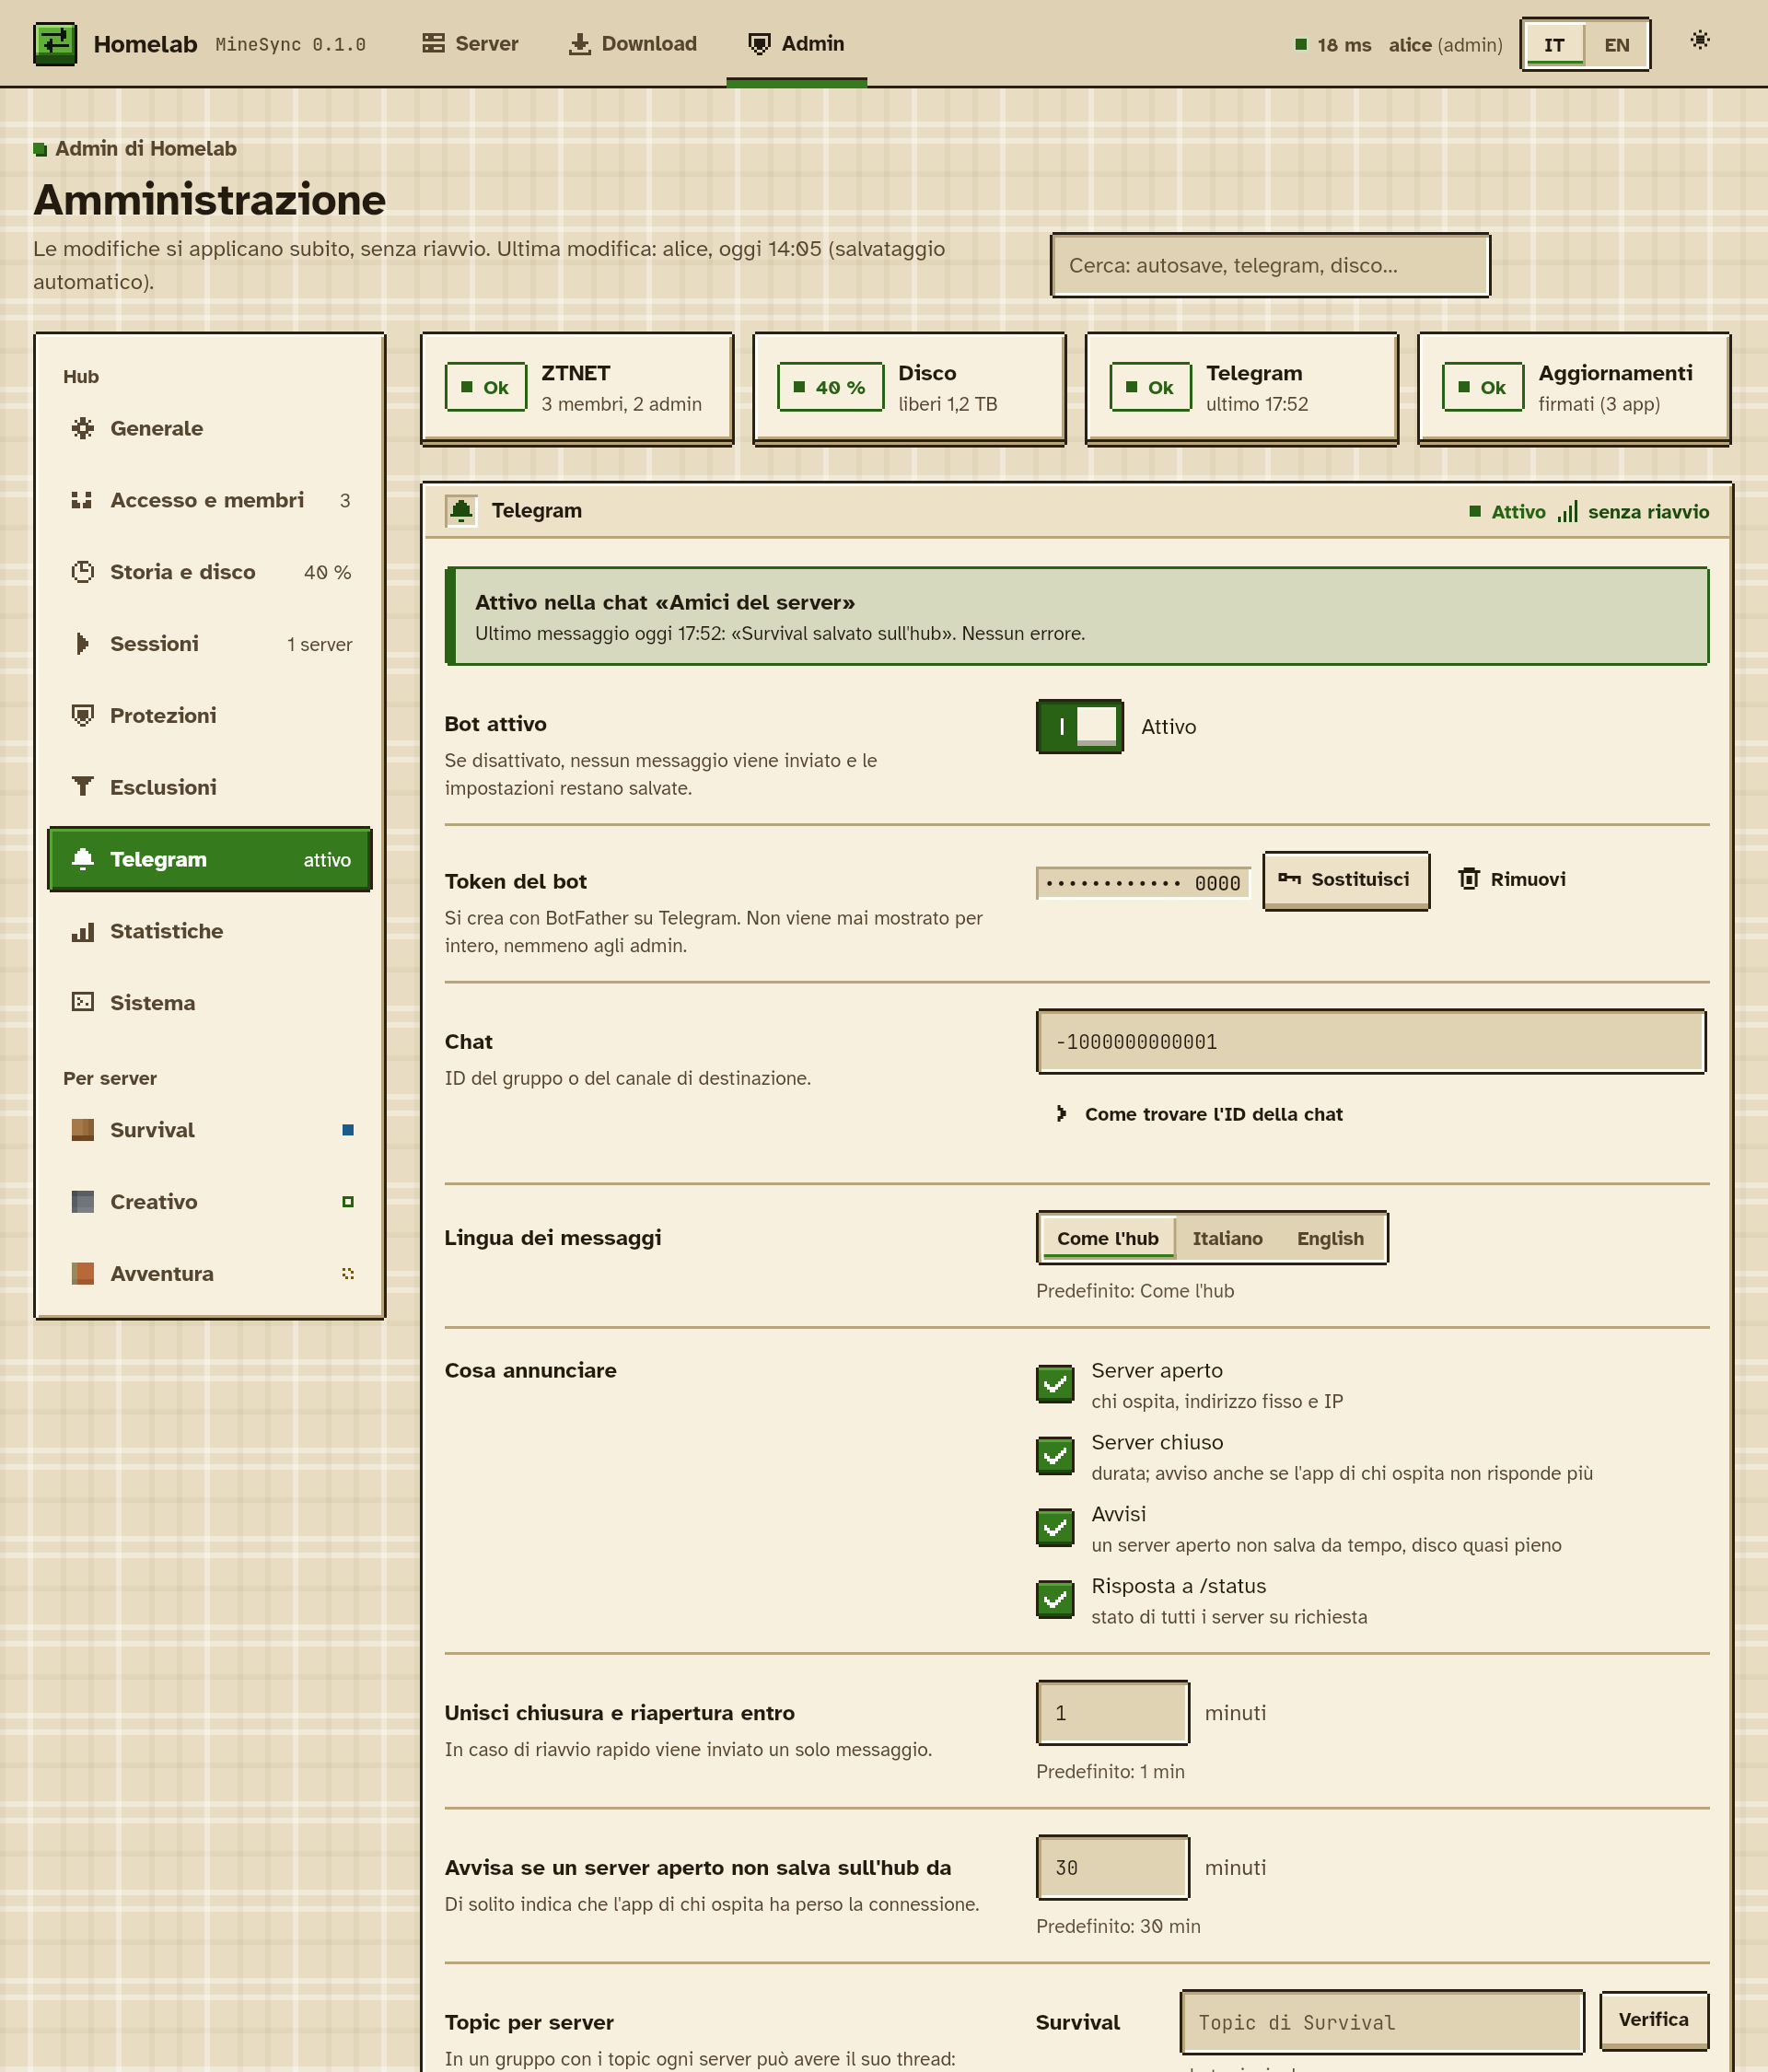 Homelab MineSync 0.1.0 Server Download Admin 18 ms alice (admin) IT EN
Admin di Homelab
Amministrazione
Le modifiche si applicano subito, senza riavvio. Ultima modifica: alice, oggi 14:05 (salvataggio
automatico).
Cerca: autosave, telegram, disco...
Hub
Generale
Accesso e membri 3
Storia e disco 40 %
Sessioni 1 server
Protezioni
Esclusioni
Telegram attivo
Statistiche
Sistema
Per server
Survival
Creativo
Avventura
Ok ZTNET
3 membri, 2 admin
40 % Disco
liberi 1,2 TB
Ok Telegram
ultimo 17:52
Ok Aggiornamenti
firmati (3 app)
Telegram Attivo senza riavvio
Attivo nella chat «Amici del server»
Ultimo messaggio oggi 17:52: «Survival salvato sull'hub». Nessun errore.
Bot attivo
Se disattivato, nessun messaggio viene inviato e le
impostazioni restano salvate.
Attivo
Token del bot
Si crea con BotFather su Telegram. Non viene mai mostrato per
intero, nemmeno agli admin.
•••••••••••• 0000 Sostituisci Rimuovi
Chat
ID del gruppo o del canale di destinazione.
-1000000000001
Come trovare l'ID della chat
Lingua dei messaggi
Come l'hub Italiano English
Predefinito: Come l'hub
Cosa annunciare
Server aperto
chi ospita, indirizzo fisso e IP
Server chiuso
durata; avviso anche se l'app di chi ospita non risponde più
Avvisi
un server aperto non salva da tempo, disco quasi pieno
Risposta a /status
stato di tutti i server su richiesta
Unisci chiusura e riapertura entro
In caso di riavvio rapido viene inviato un solo messaggio.
1 minuti
Predefinito: 1 min
Avvisa se un server aperto non salva sull'hub da
Di solito indica che l'app di chi ospita ha perso la connessione.
30 minuti
Predefinito: 30 min
Topic per server
In un gruppo con i topic ogni server può avere il suo thread:
Survival Topic di Survival Verifica